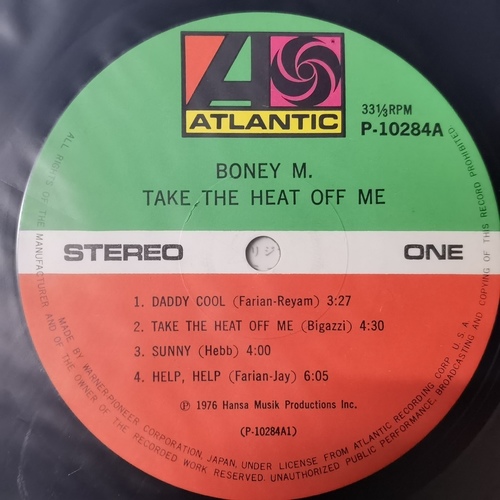 ATLANTIC
33⅓RPM
P-10284A
BONEY M.
TAKE THE HEAT OFF ME
STEREO
ONE
1. DADDY COOL (Farian-Reyam) 3:27
2. TAKE THE HEAT OFF ME (Bigazzi) 4:30
3. SUNNY (Hebb) 4:00
4. HELP, HELP (Farian-Jay) 6:05
Ⓟ 1976 Hansa Musik Productions Inc.
(P-10284A1)
MADE BY WARNER-PIONEER CORPORATION, JAPAN, UNDER LICENSE FROM ATLANTIC RECORDING CORP. U.S.A.
ALL RIGHTS OF THE MANUFACTURER AND OF THE OWNER OF THE RECORDED WORK RESERVED. UNAUTHORIZED PUBLIC PERFORMANCE, BROADCASTING AND COPYING OF THIS RECORD PROHIBITED